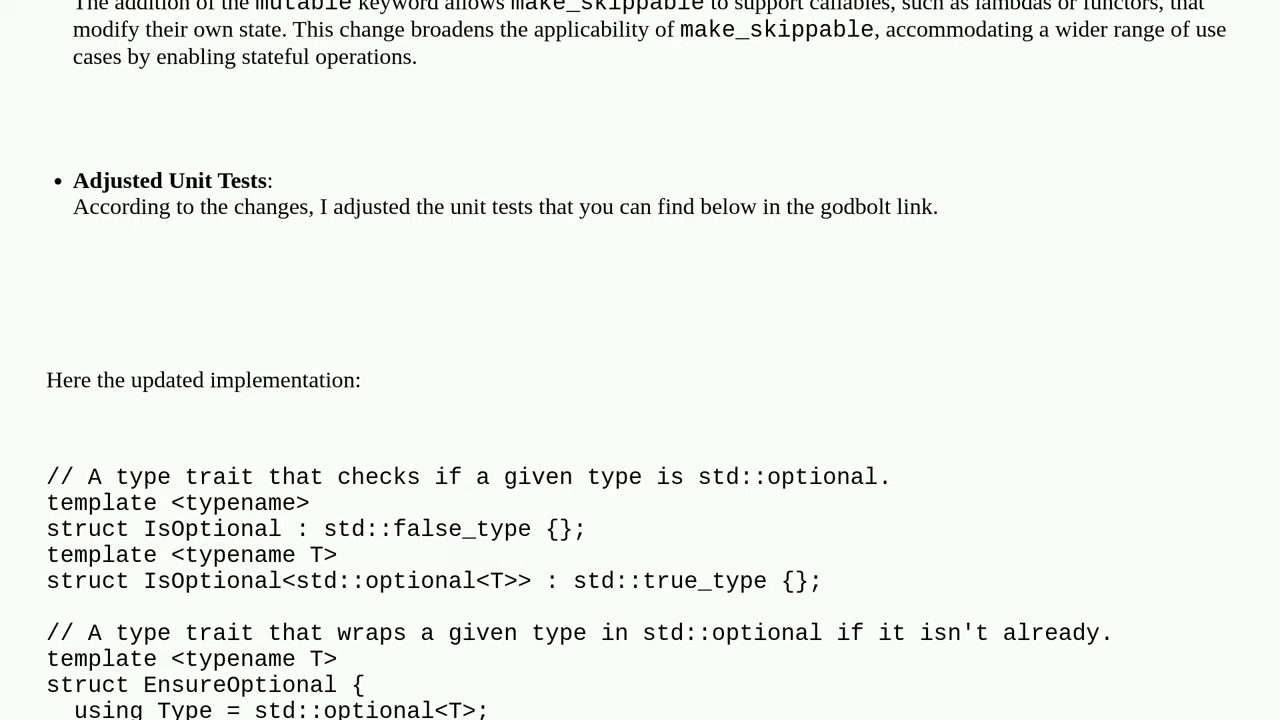 The addition of the mutable keyword allows make_skippable to support callables, such as lambdas or functors, that
modify their own state. This change broadens the applicability of make_skippable, accommodating a wider range of use
cases by enabling stateful operations.
• Adjusted Unit Tests:
According to the changes, I adjusted the unit tests that you can find below in the godbolt link.
Here the updated implementation:
// A type trait that checks if a given type is std::optional.
template <typename>
struct IsOptional : std::false_type {};
template <typename T>
struct IsOptional<std::optional<T>> : std::true_type {};
// A type trait that wraps a given type in std::optional if it isn't already.
template <typename T>
struct EnsureOptional {
  using Type = std::optional<T>;